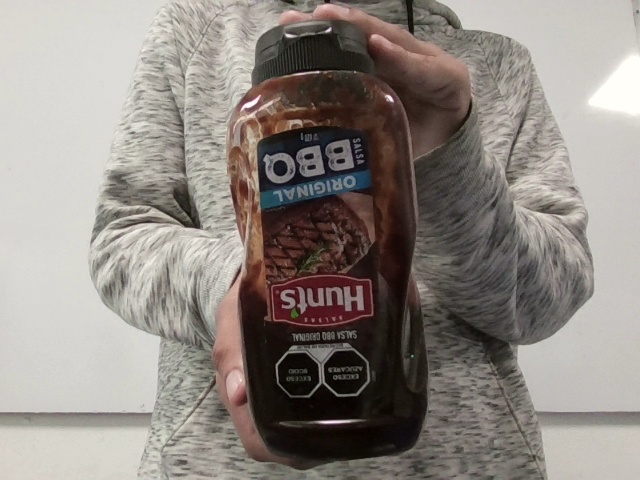 EXCESO AZÚCARES
EXCESO SODIO
SALSA BBQ ORIGINAL
SALSAS
Hunt's
ORIGINAL
SALSA
BBQ